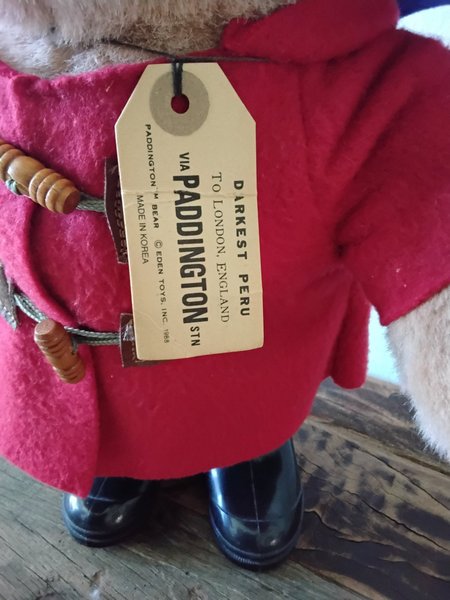 DARKEST PERU
TO LONDON, ENGLAND
VIA PADDINGTON STN
PADDINGTON™ BEAR © EDEN TOYS, INC. 1988
MADE IN KOREA